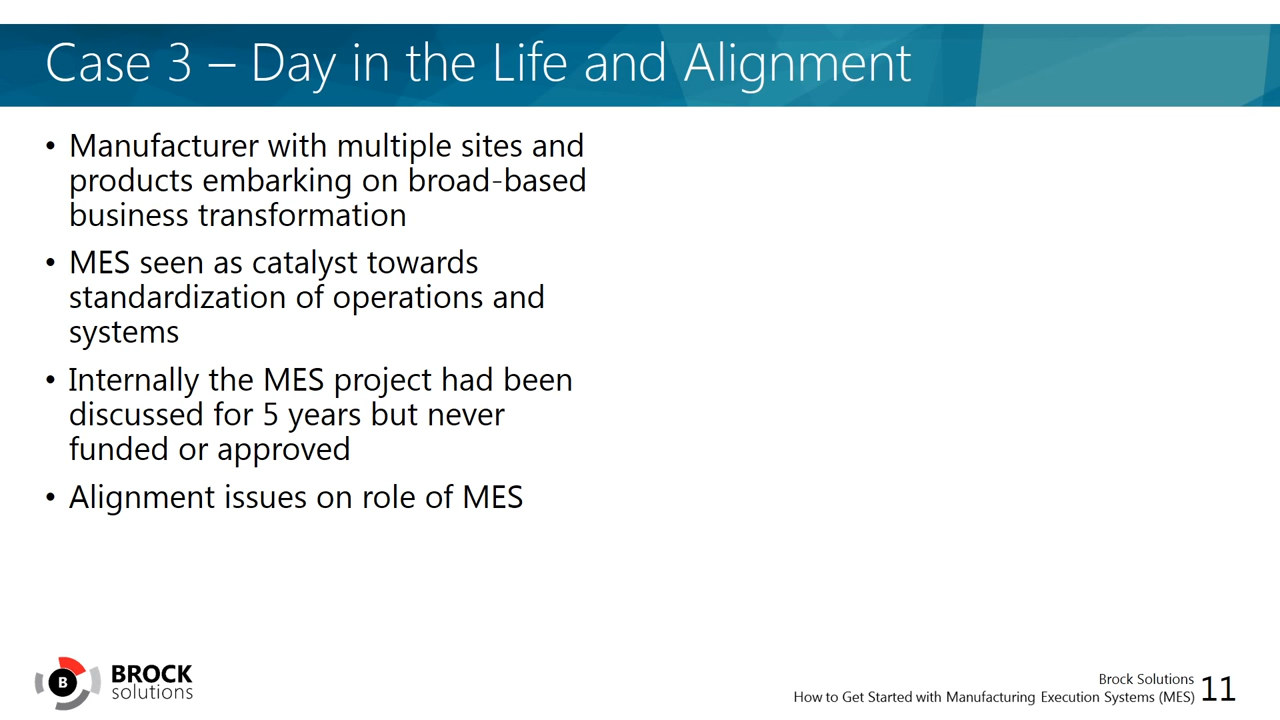 Case 3 – Day in the Life and Alignment
• Manufacturer with multiple sites and
products embarking on broad-based
business transformation
• MES seen as catalyst towards
standardization of operations and
systems
• Internally the MES project had been
discussed for 5 years but never
funded or approved
• Alignment issues on role of MES
B
BROCK
solutions
Brock Solutions
How to Get Started with Manufacturing Execution Systems (MES)
11